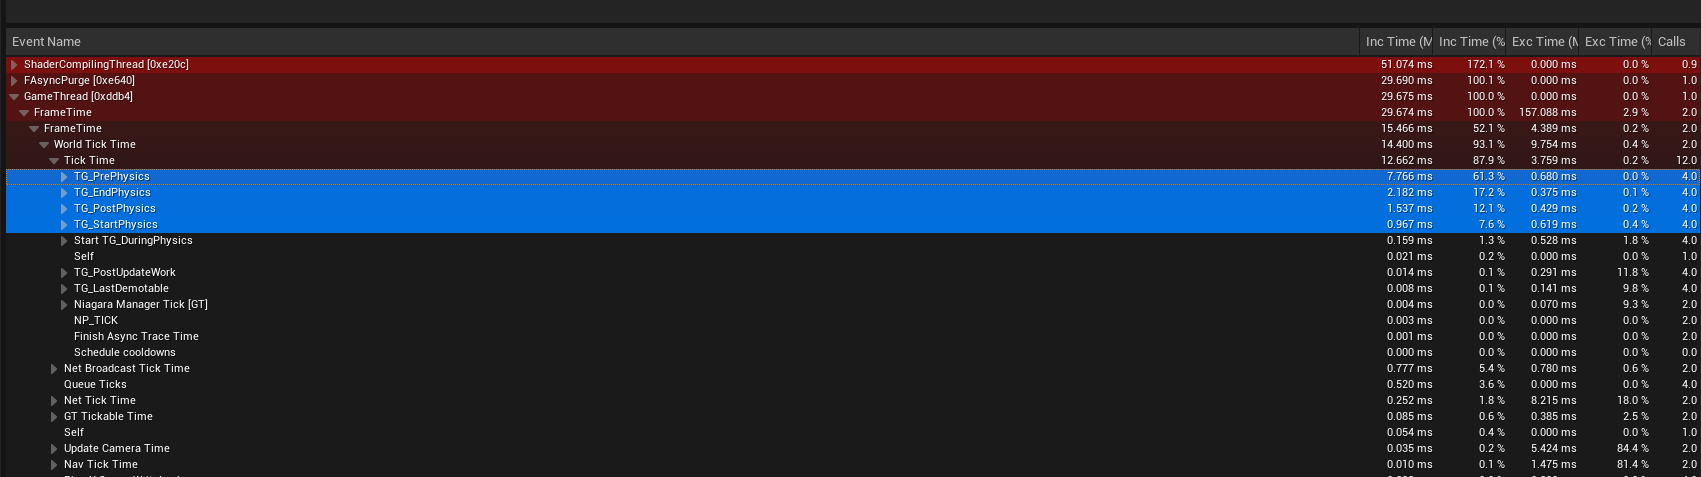 Event Name Inc Time (M Inc Time (% Exc Time (M Exc Time (% Calls
ShaderCompilingThread [0xe20c] 51.074 ms 172.1 % 0.000 ms 0.0 % 0.9
FAsyncPurge [0xe640] 29.690 ms 100.1 % 0.000 ms 0.0 % 1.0
GameThread [0xddb4] 29.675 ms 100.0 % 0.000 ms 0.0 % 1.0
FrameTime 29.674 ms 100.0 % 157.088 ms 2.9 % 2.0
FrameTime 15.466 ms 52.1 % 4.389 ms 0.2 % 2.0
World Tick Time 14.400 ms 93.1 % 9.754 ms 0.4 % 2.0
Tick Time 12.662 ms 87.9 % 3.759 ms 0.2 % 12.0
TG_PrePhysics 7.766 ms 61.3 % 0.680 ms 0.0 % 4.0
TG_EndPhysics 2.182 ms 17.2 % 0.375 ms 0.1 % 4.0
TG_PostPhysics 1.537 ms 12.1 % 0.429 ms 0.2 % 4.0
TG_StartPhysics 0.967 ms 7.6 % 0.619 ms 0.4 % 4.0
Start TG_DuringPhysics 0.159 ms 1.3 % 0.528 ms 1.8 % 4.0
Self 0.021 ms 0.2 % 0.000 ms 0.0 % 1.0
TG_PostUpdateWork 0.014 ms 0.1 % 0.291 ms 11.8 % 4.0
TG_LastDemotable 0.008 ms 0.1 % 0.141 ms 9.8 % 4.0
Niagara Manager Tick [GT] 0.004 ms 0.0 % 0.070 ms 9.3 % 2.0
NP_TICK 0.003 ms 0.0 % 0.000 ms 0.0 % 2.0
Finish Async Trace Time 0.001 ms 0.0 % 0.000 ms 0.0 % 2.0
Schedule cooldowns 0.000 ms 0.0 % 0.000 ms 0.0 % 0.0
Net Broadcast Tick Time 0.777 ms 5.4 % 0.780 ms 0.6 % 2.0
Queue Ticks 0.520 ms 3.6 % 0.000 ms 0.0 % 4.0
Net Tick Time 0.252 ms 1.8 % 8.215 ms 18.0 % 2.0
GT Tickable Time 0.085 ms 0.6 % 0.385 ms 2.5 % 2.0
Self 0.054 ms 0.4 % 0.000 ms 0.0 % 1.0
Update Camera Time 0.035 ms 0.2 % 5.424 ms 84.4 % 2.0
Nav Tick Time 0.010 ms 0.1 % 1.475 ms 81.4 % 2.0